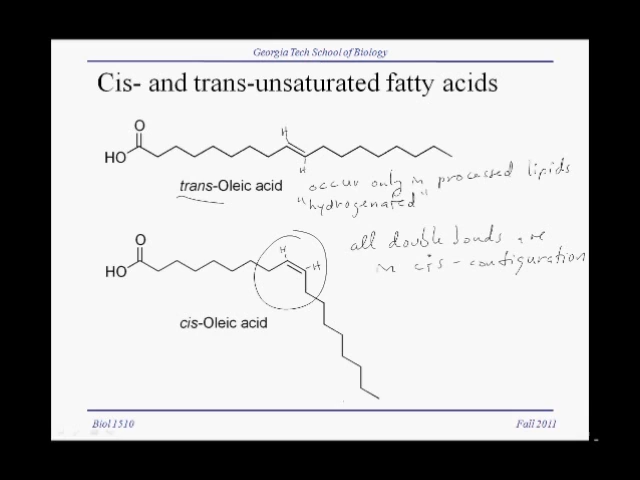 Georgia Tech School of Biology
Cis- and trans-unsaturated fatty acids
O
HO
H
H
trans-Oleic acid
occur only in processed lipids
"hydrogenated"
all double bonds are
in cis-configuration
O
HO
H
H
cis-Oleic acid
Biol 1510
Fall 2011